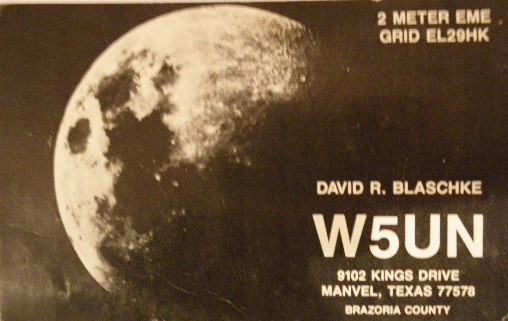 2 METER EME
GRID EL29HK
DAVID R. BLASCHKE
W5UN
9102 KINGS DRIVE
MANVEL, TEXAS 77578
BRAZORIA COUNTY